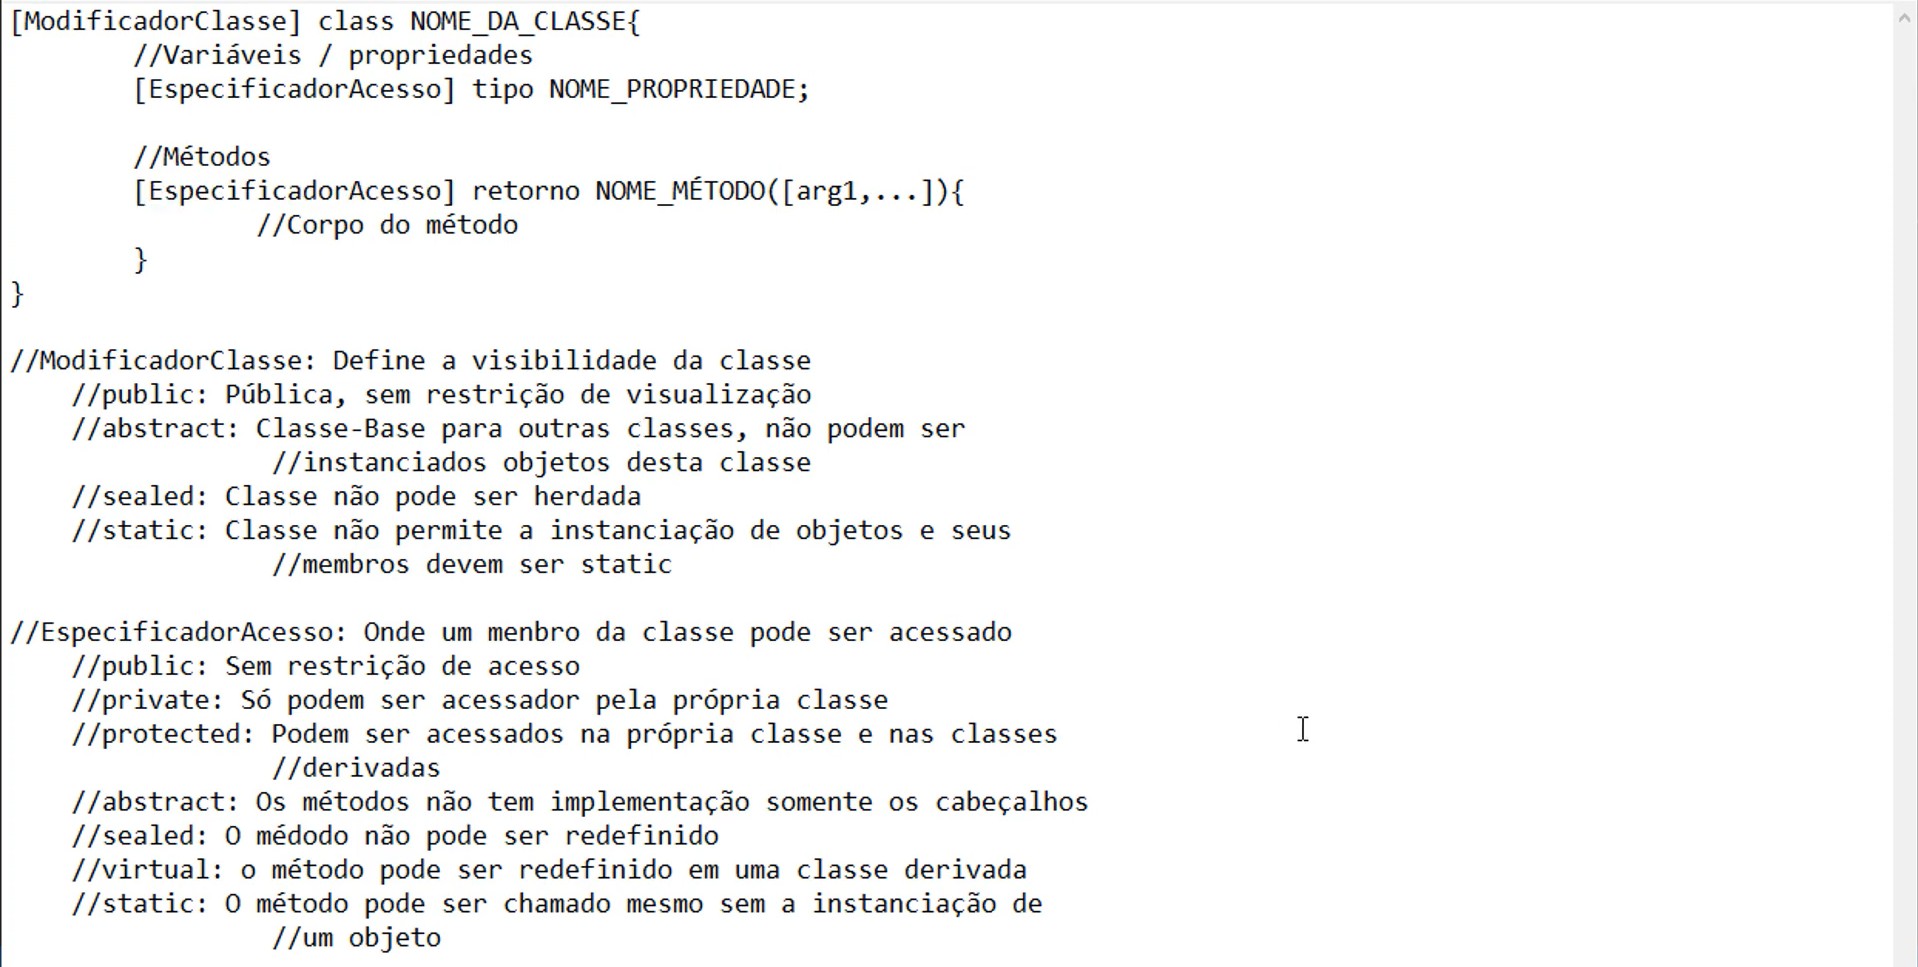 [ModificadorClasse] class NOME_DA_CLASSE{
//Variáveis / propriedades
[EspecificadorAcesso] tipo NOME_PROPRIEDADE;
//Métodos
[EspecificadorAcesso] retorno NOME_MÉTODO([arg1,...]){
//Corpo do método
}
}
//ModificadorClasse: Define a visibilidade da classe
//public: Pública, sem restrição de visualização
//abstract: Classe-Base para outras classes, não podem ser
//instanciados objetos desta classe
//sealed: Classe não pode ser herdada
//static: Classe não permite a instanciação de objetos e seus
//membros devem ser static
//EspecificadorAcesso: Onde um menbro da classe pode ser acessado
//public: Sem restrição de acesso
//private: Só podem ser acessador pela própria classe
//protected: Podem ser acessados na própria classe e nas classes
//derivadas
//abstract: Os métodos não tem implementação somente os cabeçalhos
//sealed: O médodo não pode ser redefinido
//virtual: o método pode ser redefinido em uma classe derivada
//static: O método pode ser chamado mesmo sem a instanciação de
//um objeto